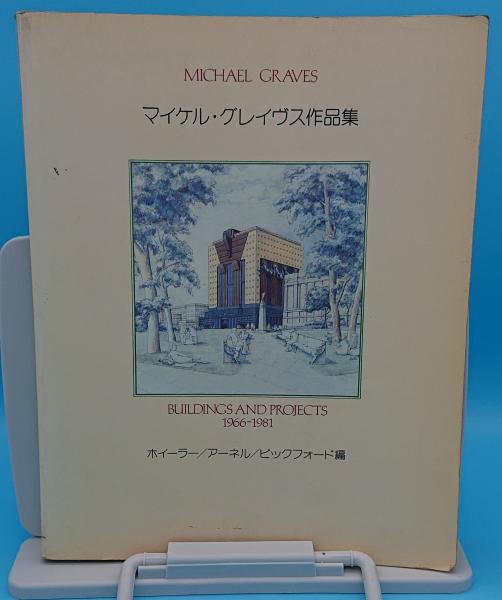 MICHAEL GRAVES
マイケル・グレイヴス作品集
BUILDINGS AND PROJECTS
1966-1981
ホイーラー/アーネル/ビックフォード編